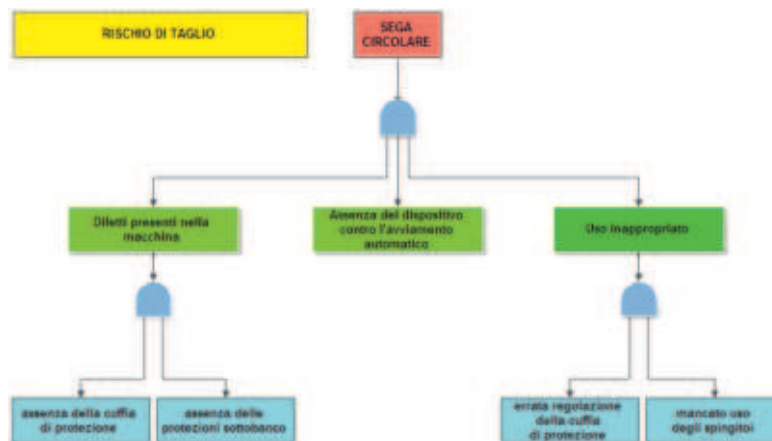 RISCHIO DI TAGLIO
SEGA
CIRCOLARE
Difetti presenti nella
macchina
Assenza del dispositivo
contro l'avviamento
automatico
Uso inappropriato
assenza della cuffia
di protezione
assenza delle
protezioni sottobanco
errata regolazione
della cuffia
di protezione
mancato uso
degli spingitoi